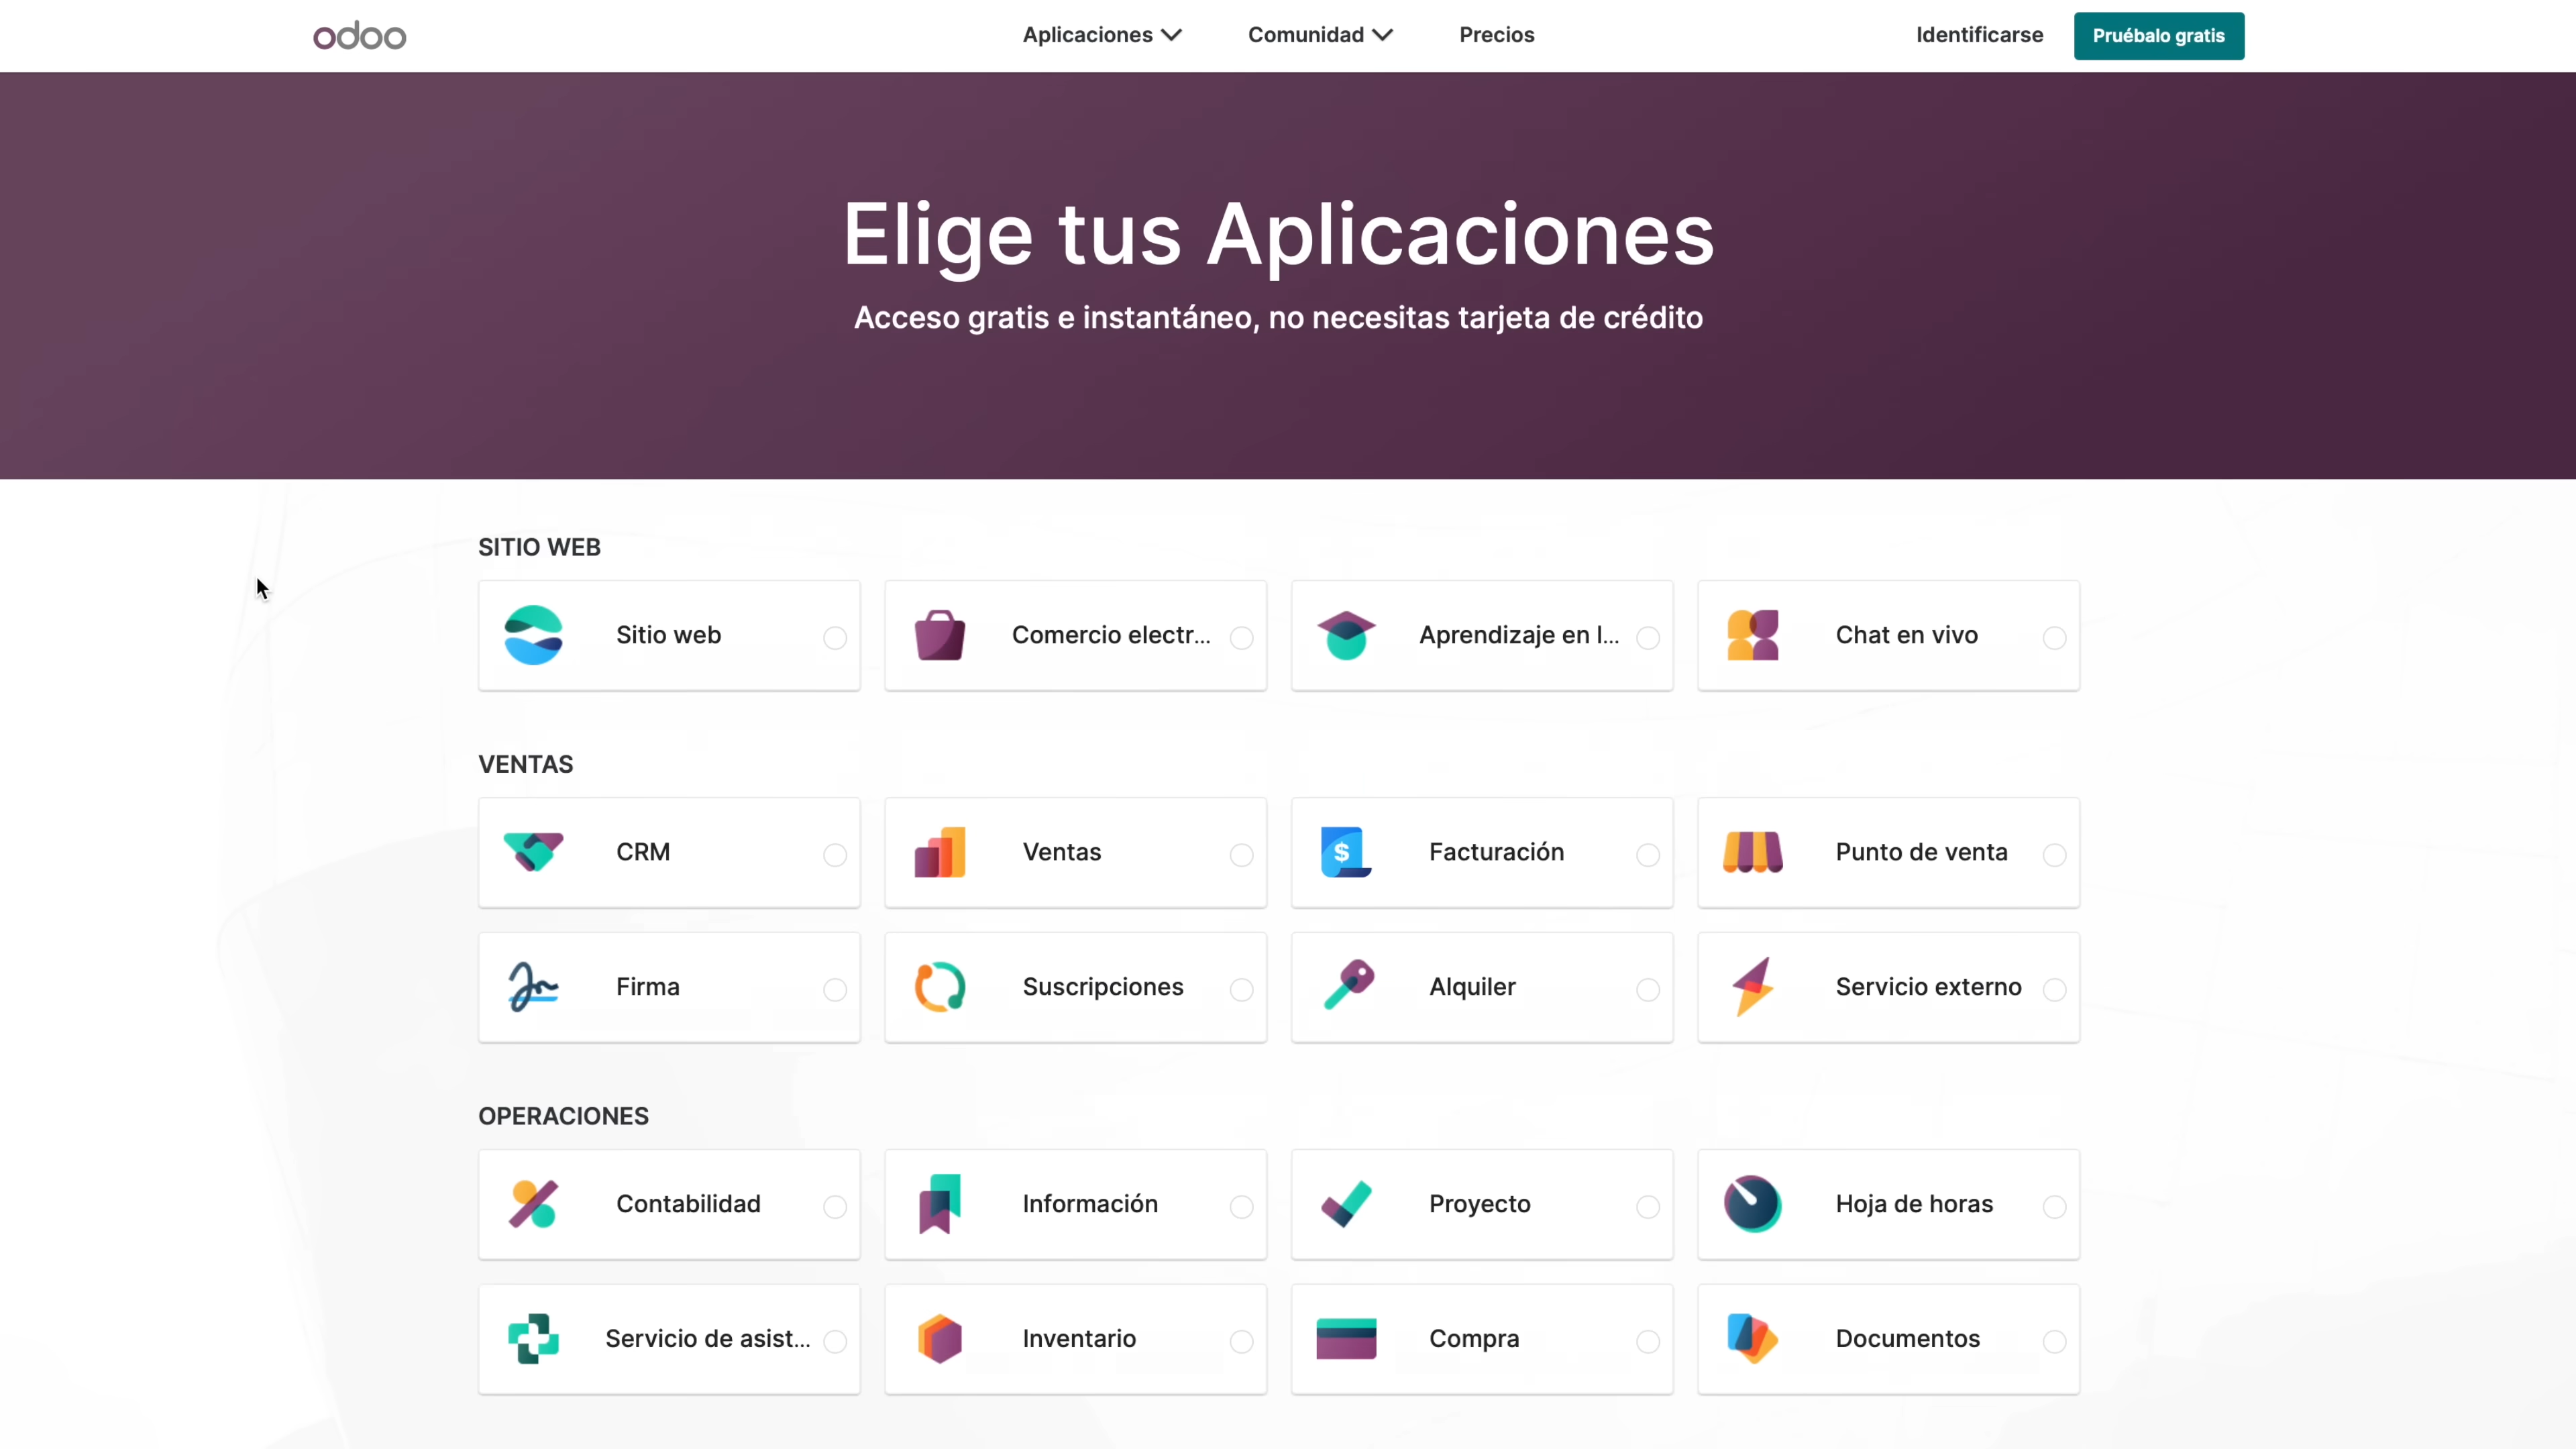 odoo
Aplicaciones
Comunidad
Precios
Identificarse
Pruébalo gratis
Elige tus Aplicaciones
Acceso gratis e instantáneo, no necesitas tarjeta de crédito
SITIO WEB
Sitio web
Comercio electr...
Aprendizaje en l...
Chat en vivo
VENTAS
CRM
Ventas
$
Facturación
Punto de venta
Firma
Suscripciones
Alquiler
Servicio externo
OPERACIONES
Contabilidad
Información
Proyecto
Hoja de horas
Servicio de asist...
Inventario
Compra
Documentos